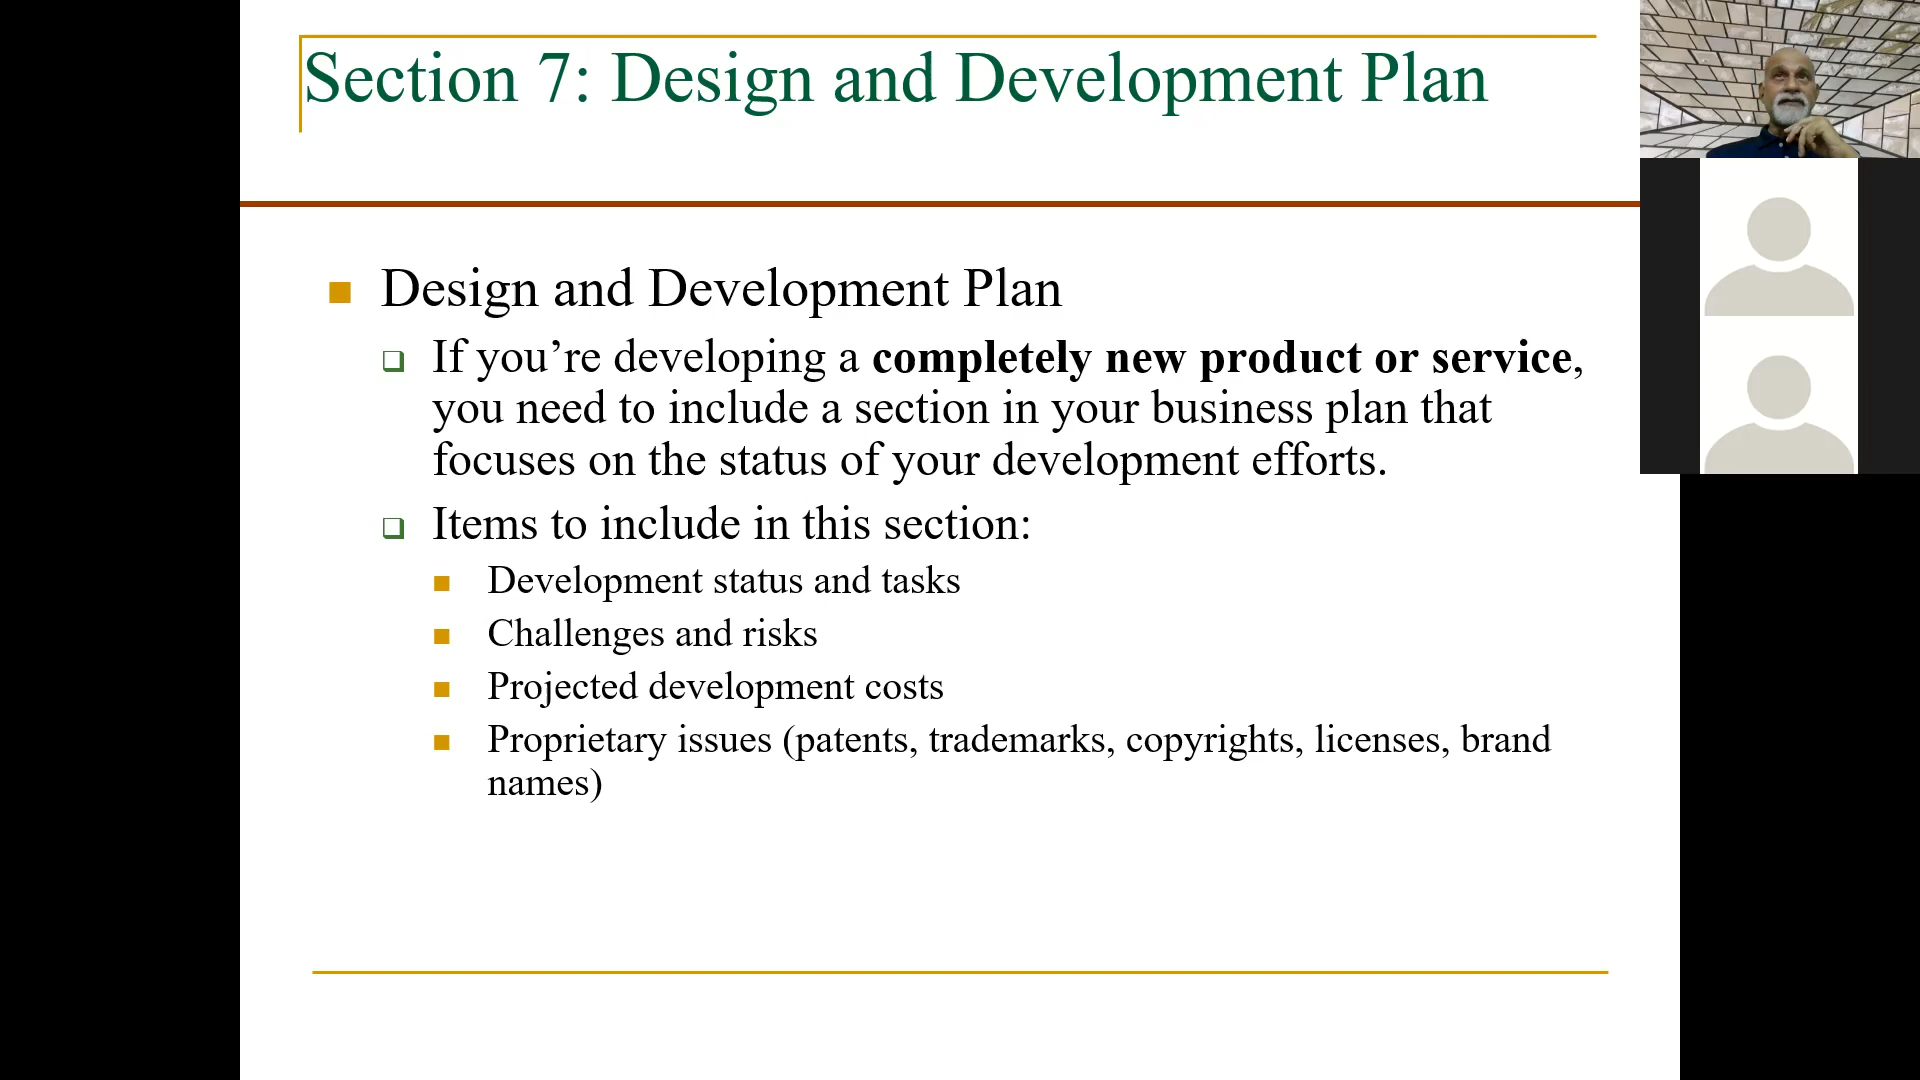 Section 7: Design and Development Plan
Design and Development Plan
If you’re developing a completely new product or service,
you need to include a section in your business plan that
focuses on the status of your development efforts.
Items to include in this section:
Development status and tasks
Challenges and risks
Projected development costs
Proprietary issues (patents, trademarks, copyrights, licenses, brand
names)